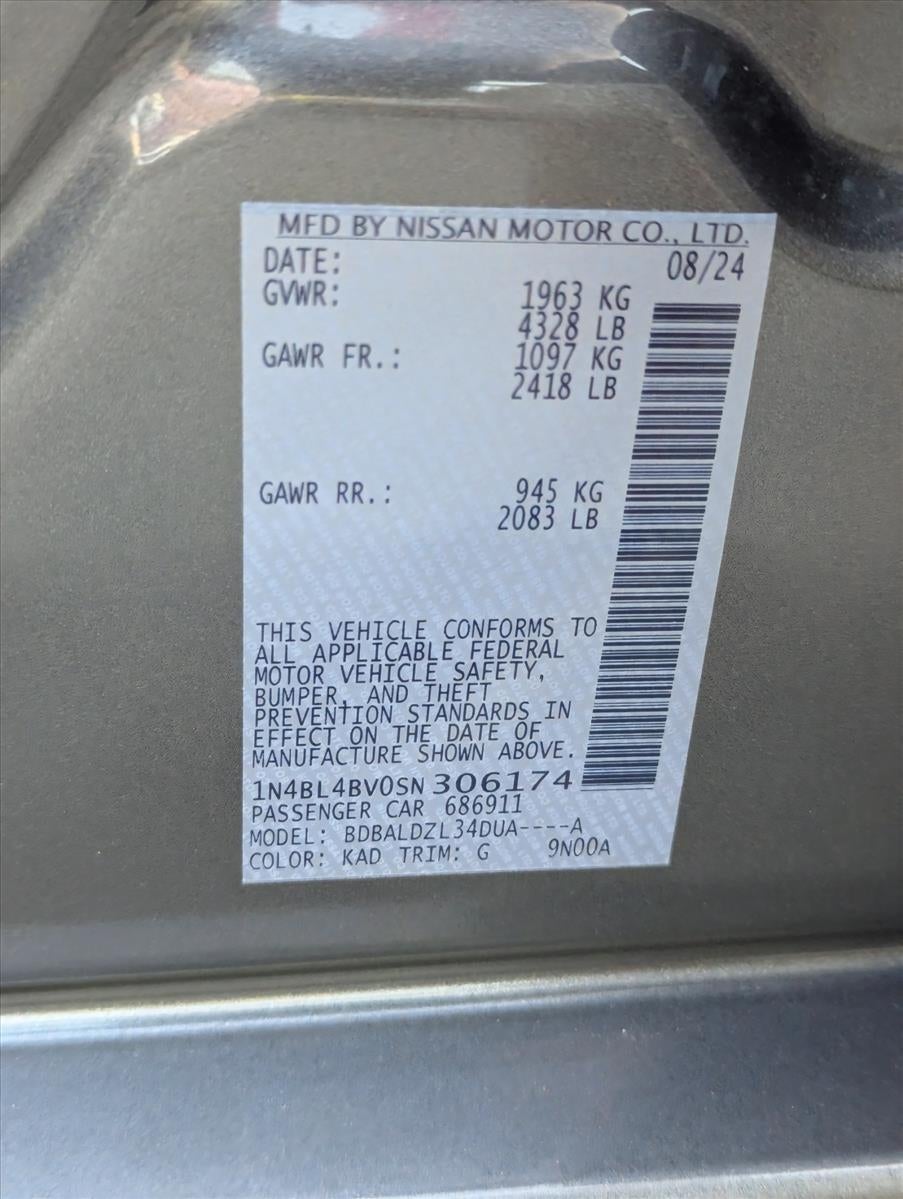 MFD BY NISSAN MOTOR CO., LTD.
DATE: 08/24
GVWR: 1963 KG
4328 LB
GAWR FR.: 1097 KG
2418 LB
GAWR RR.: 945 KG
2083 LB
THIS VEHICLE CONFORMS TO
ALL APPLICABLE FEDERAL
MOTOR VEHICLE SAFETY,
BUMPER, AND THEFT
PREVENTION STANDARDS IN
EFFECT ON THE DATE OF
MANUFACTURE SHOWN ABOVE.
1N4BL4BV0SN 306174
PASSENGER CAR 686911
MODEL: BDBALDZL34DUA----A
COLOR: KAD TRIM: G 9N00A